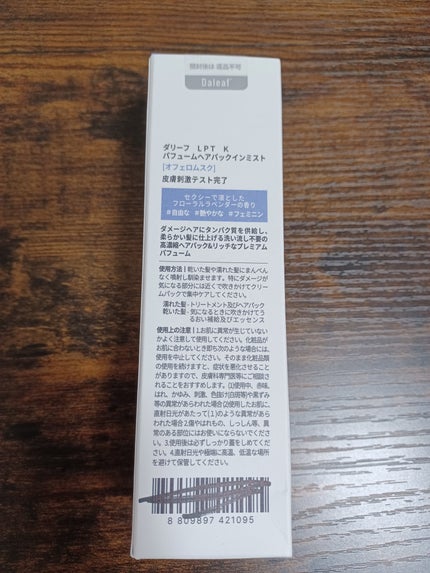 開封後は 返品不可
Daleaf
ダリーフ LPT K
パフュームヘアパックインミスト
[オフェロムスク]
皮膚刺激テスト完了
セクシーで凛とした
フローラルラベンダーの香り
#自由な #艶やかな #フェミニン
ダメージヘアにタンパク質を供給し、
柔らかい髪に仕上げる洗い流し不要の
高濃縮ヘアパック&リッチなプレミアム
パフューム
使用方法 | 乾いた髪や濡れた髪にまんべん
なく噴射し馴染ませます。特にダメージが
気になる部分には近くで吹きかけてクリー
ムパックで集中ケアしてください。
濡れた髪 - トリートメント及びヘアパック
乾いた髪 - 気になるときに吹きかけてう
るおい補給及びエッセンス
使用上の注意 | 1.お肌に異常が生じていない
かよく注意して使用してください。化粧品が
お肌に合わないとき即ち次のような場合には、
使用を中止してください。そのまま化粧品類
の使用を続けますと、症状を悪化させること
がありますので、皮膚科専門医等にご相談さ
れることをおすすめします。(1)使用中、赤味、
はれ、かゆみ、刺激、色抜け(白斑等)や黒ずみ
等の異常があらわれた場合 (2)使用したお肌に、
直射日光があたって(1)のような異常があら
われた場合 2.傷やはれもの、しっしん等、異
常のある部位にはお使いにならないでくださ
い。3.使用後は必ずしっかり蓋をしめてくだ
さい。4.直射日光や極端に高温、低温な場所
を避けて保管してください。
8 809897 421095